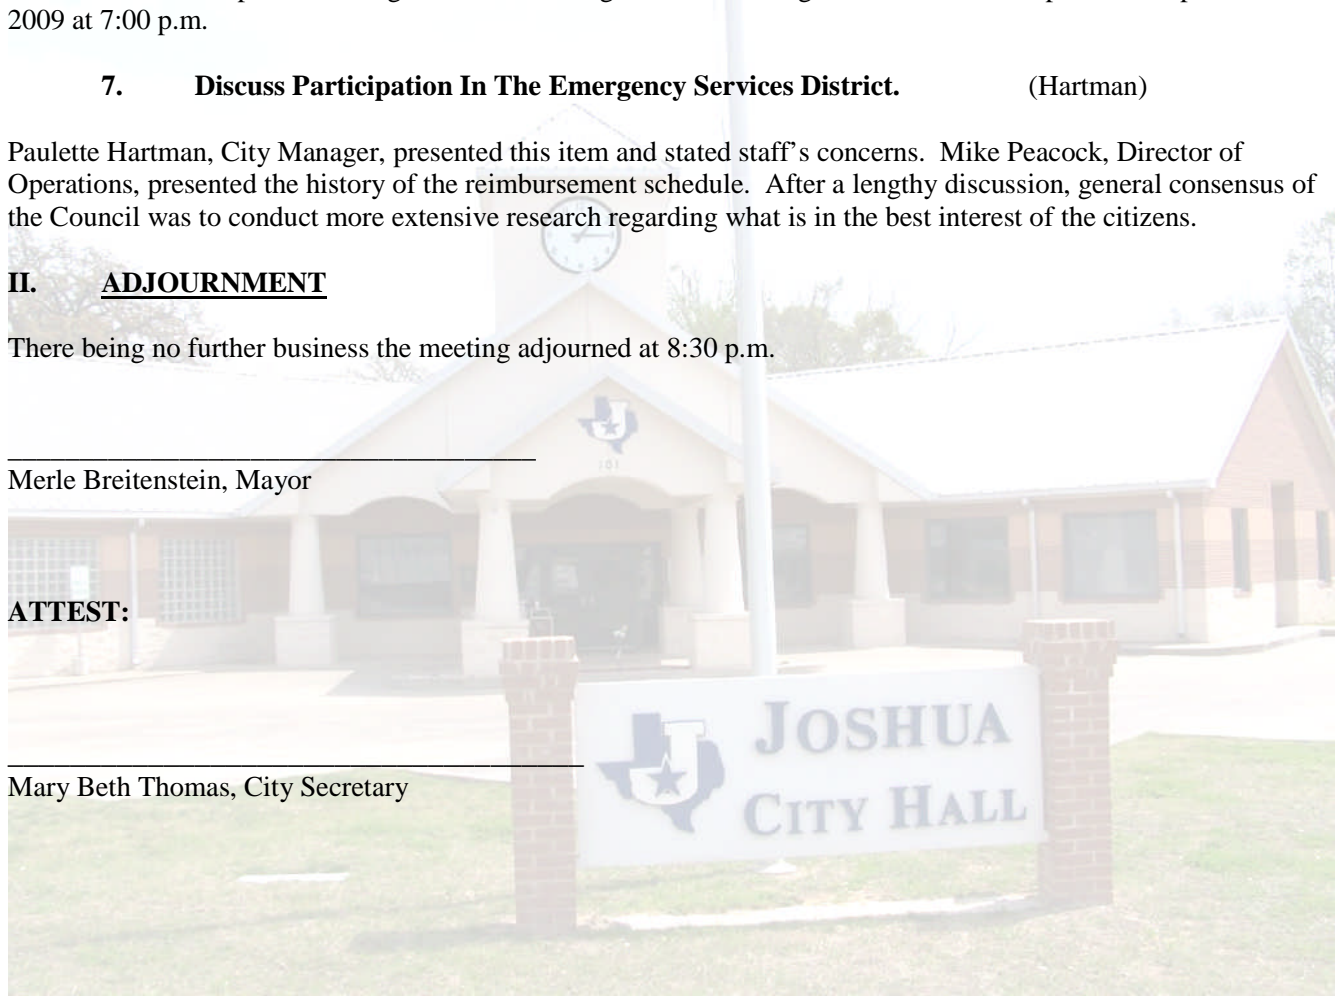 2009 at 7:00 p.m.
7. Discuss Participation In The Emergency Services District. (Hartman)
Paulette Hartman, City Manager, presented this item and stated staff's concerns. Mike Peacock, Director of
Operations, presented the history of the reimbursement schedule. After a lengthy discussion, general consensus of
the Council was to conduct more extensive research regarding what is in the best interest of the citizens.
II. ADJOURNMENT
There being no further business the meeting adjourned at 8:30 p.m.
Merle Breitenstein, Mayor
ATTEST:
Mary Beth Thomas, City Secretary
101
JOSHUA
CITY HALL